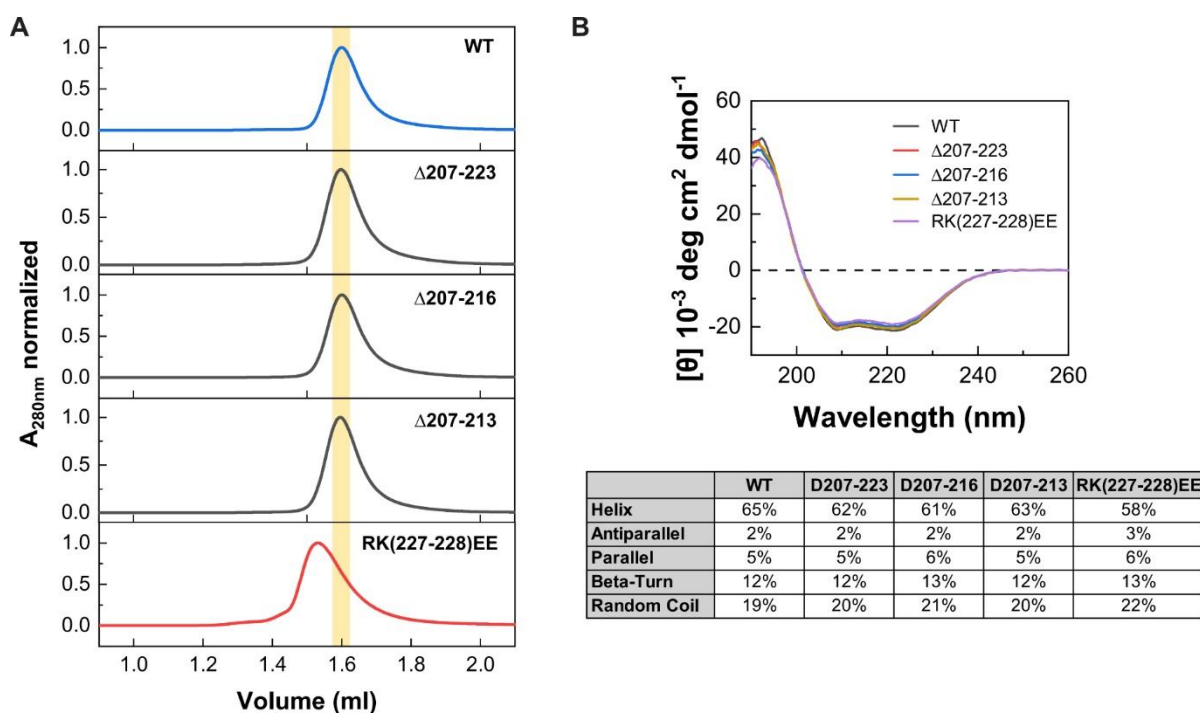 A
WT
1.0
0.5
0.0
Δ207-223
1.0
0.5
0.0
Δ207-216
1.0
0.5
0.0
Δ207-213
1.0
0.5
0.0
RK(227-228)EE
1.0
0.5
0.0
A280nm normalized
1.0 1.2 1.4 1.6 1.8 2.0
Volume (ml)
B
[θ] 10-3 deg cm2 dmol-1
60
40
20
0
-20
WT
Δ207-223
Δ207-216
Δ207-213
RK(227-228)EE
200 220 240 260
Wavelength (nm)
WT D207-223 D207-216 D207-213 RK(227-228)EE
Helix 65% 62% 61% 63% 58%
Antiparallel 2% 2% 2% 2% 3%
Parallel 5% 5% 6% 5% 6%
Beta-Turn 12% 12% 13% 12% 13%
Random Coil 19% 20% 21% 20% 22%